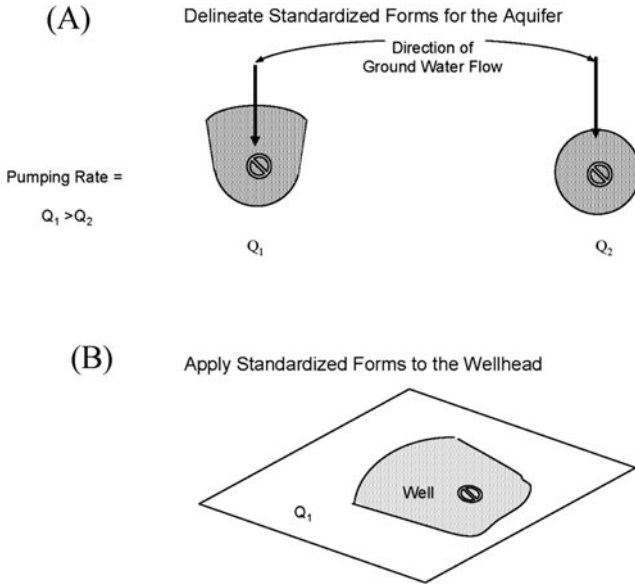 (A)
Delineate Standardized Forms for the Aquifer
Direction of
Ground Water Flow
Pumping Rate =
Q₁ >Q₂
Q₁
Q₂
(B)
Apply Standardized Forms to the Wellhead
Well
Q₁